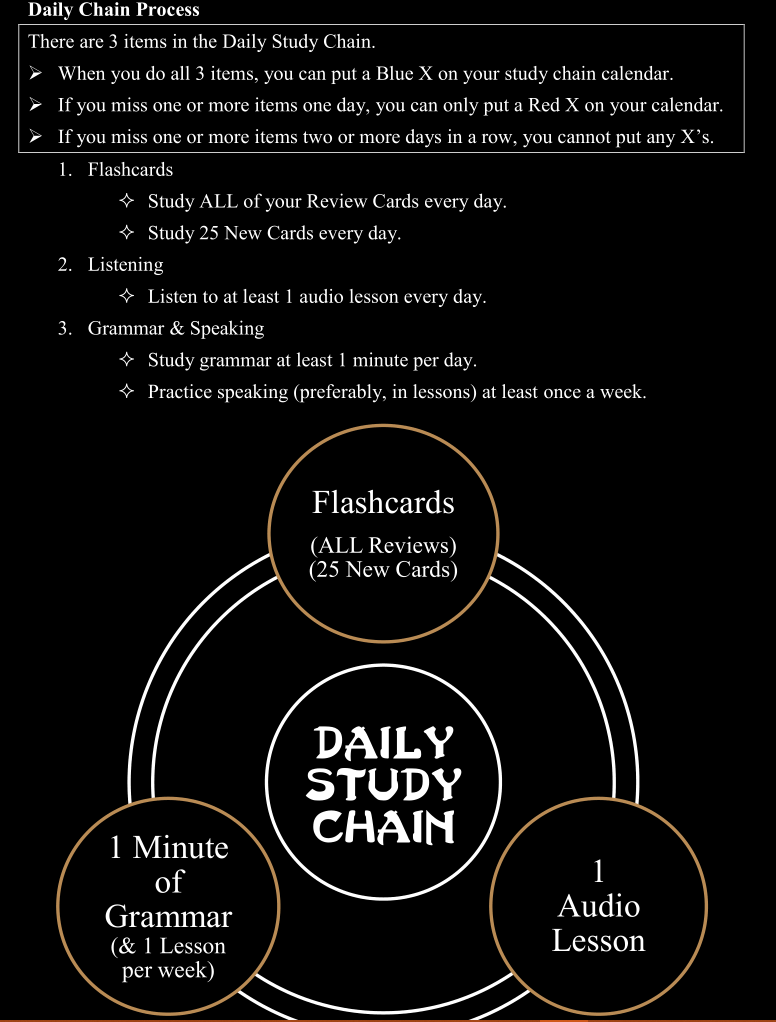 Daily Chain Process
There are 3 items in the Daily Study Chain.
➢ When you do all 3 items, you can put a Blue X on your study chain calendar.
➢ If you miss one or more items one day, you can only put a Red X on your calendar.
➢ If you miss one or more items two or more days in a row, you cannot put any X’s.
1. Flashcards
✧ Study ALL of your Review Cards every day.
✧ Study 25 New Cards every day.
2. Listening
✧ Listen to at least 1 audio lesson every day.
3. Grammar & Speaking
✧ Study grammar at least 1 minute per day.
✧ Practice speaking (preferably, in lessons) at least once a week.
Flashcards
(ALL Reviews)
(25 New Cards)
DAILY
STUDY
CHAIN
1 Minute
of
Grammar
(& 1 Lesson
per week)
1
Audio
Lesson